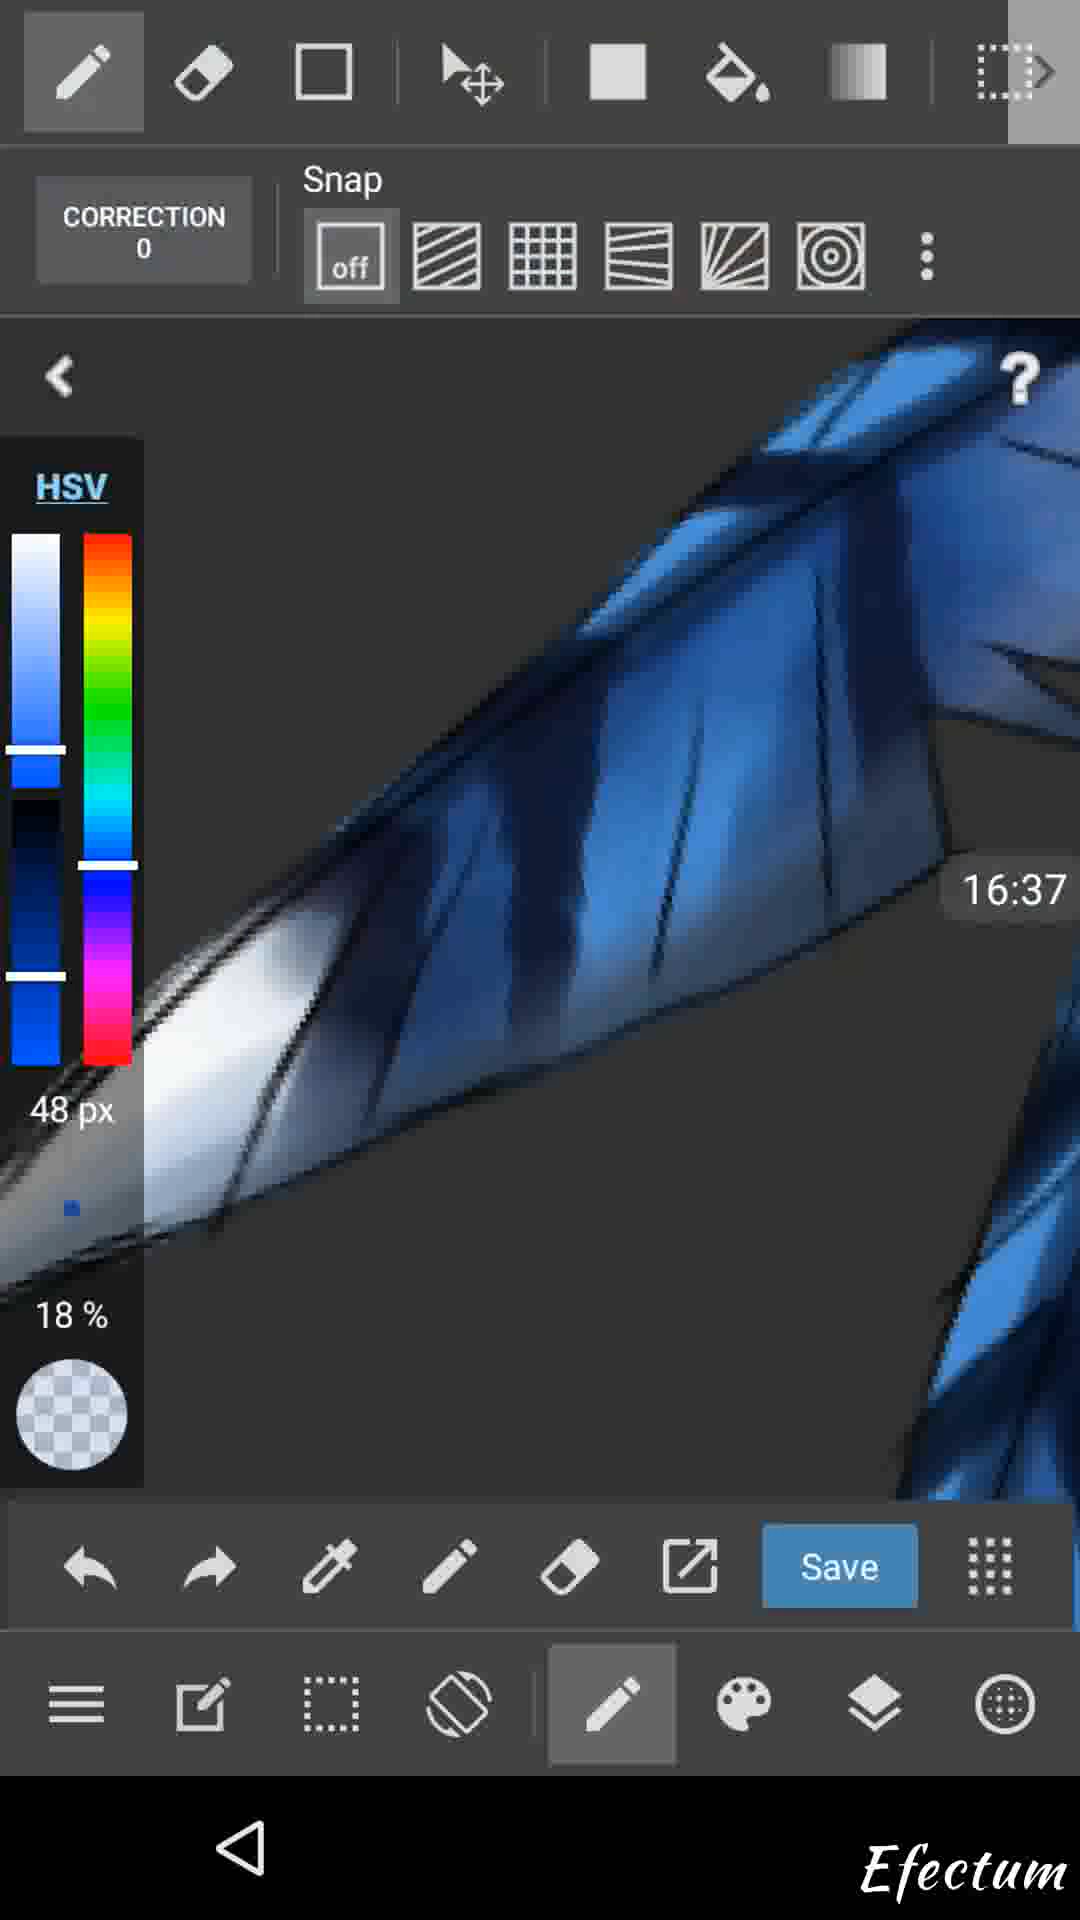 CORRECTION
0
Snap
off
?
HSV
16:37
48 px
18 %
Save
Efectum